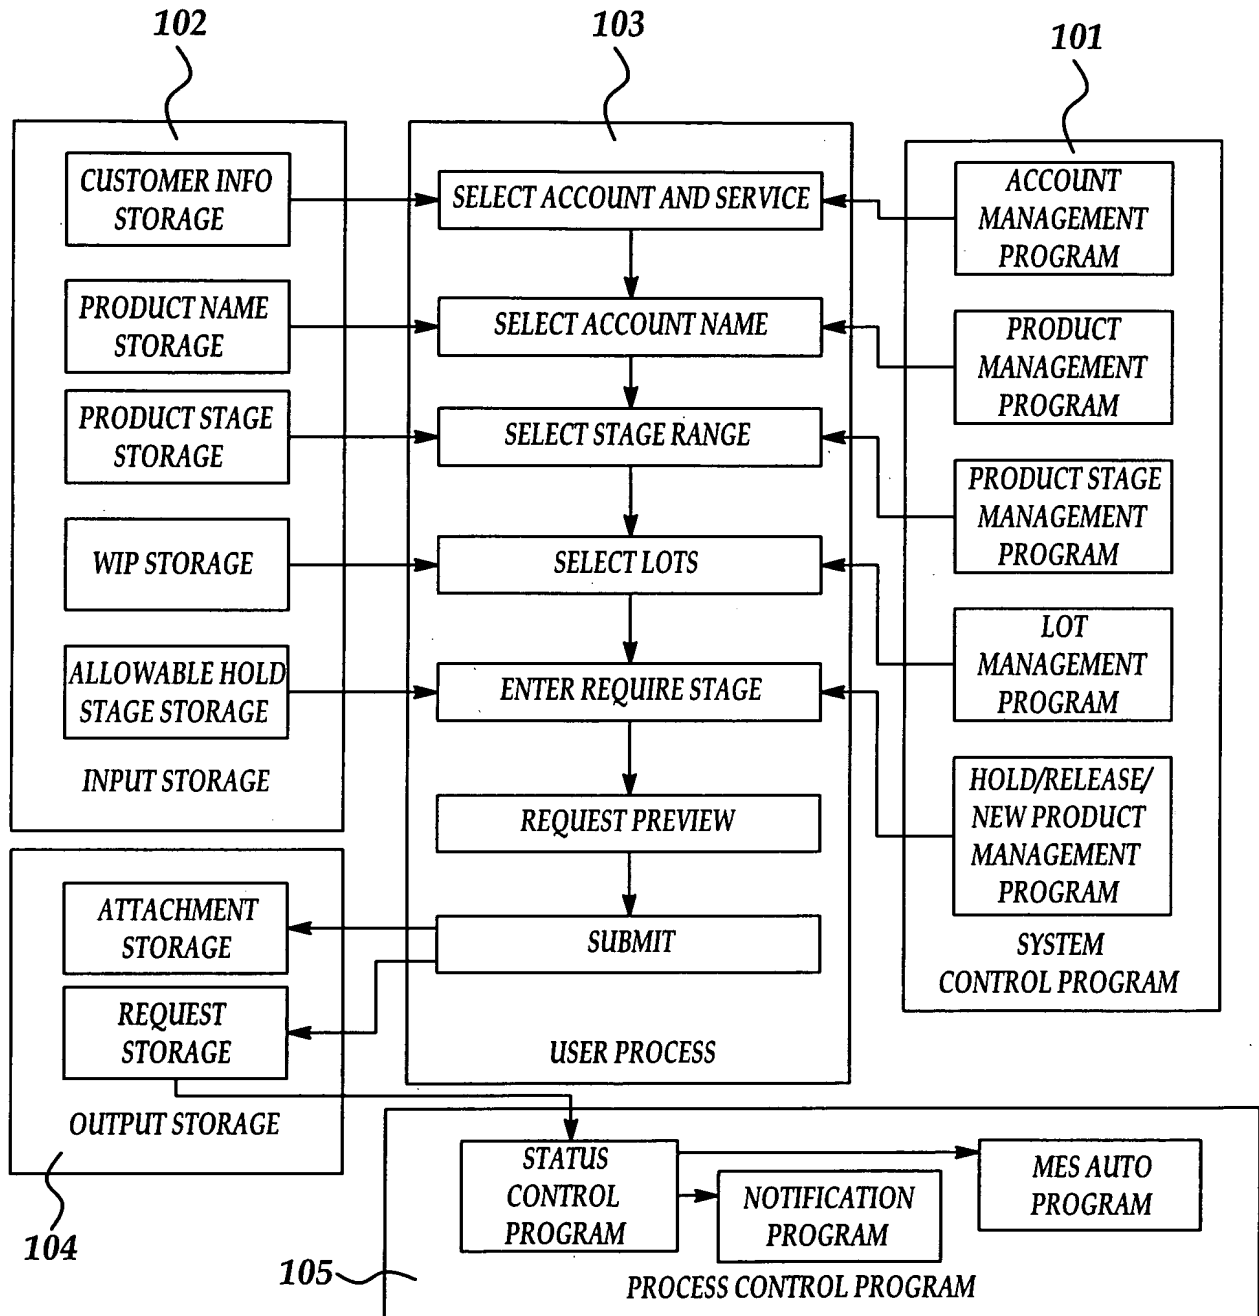 102
103
101
CUSTOMER INFO
STORAGE
PRODUCT NAME
STORAGE
PRODUCT STAGE
STORAGE
WIP STORAGE
ALLOWABLE HOLD
STAGE STORAGE
INPUT STORAGE
SELECT ACCOUNT AND SERVICE
SELECT ACCOUNT NAME
SELECT STAGE RANGE
SELECT LOTS
ENTER REQUIRE STAGE
REQUEST PREVIEW
SUBMIT
USER PROCESS
ACCOUNT
MANAGEMENT
PROGRAM
PRODUCT
MANAGEMENT
PROGRAM
PRODUCT STAGE
MANAGEMENT
PROGRAM
LOT
MANAGEMENT
PROGRAM
HOLD/RELEASE/
NEW PRODUCT
MANAGEMENT
PROGRAM
SYSTEM
CONTROL PROGRAM
ATTACHMENT
STORAGE
REQUEST
STORAGE
OUTPUT STORAGE
104
STATUS
CONTROL
PROGRAM
NOTIFICATION
PROGRAM
MES AUTO
PROGRAM
105
PROCESS CONTROL PROGRAM